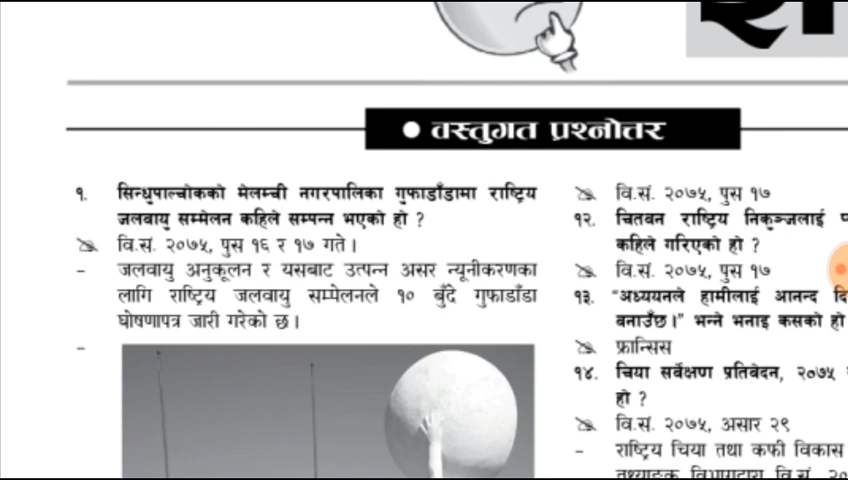 ● वस्तुगत प्रश्नोत्तर
१. सिन्धुपाल्चोकको मेलम्ची नगरपालिका गुफाडाँडामा राष्ट्रिय
जलवायु सम्मेलन कहिले सम्पन्न भएको हो ?
वि.सं. २०७५, पुस १६ र १७ गते।
– जलवायु अनुकूलन र यसबाट उत्पन्न असर न्यूनीकरणका
लागि राष्ट्रिय जलवायु सम्पेलनले १० बुँदे गुफाडाँडा
घोषणापत्र जारी गरेको छ।
–
वि.सं. २०७५, पुस १७
१२. चितवन राष्ट्रिय निकुञ्जलाई
कहिले गरिएको हो ?
वि.सं. २०७५, पुस १७
१३. “अध्ययनले हामीलाई आनन्द दि
बनाउँछ।” भन्ने भनाइ कसको हो
फ्रान्सिस
१४. चिया सर्वेक्षण प्रतिवेदन, २०७५
हो ?
वि.सं. २०७५, असार २९
– राष्ट्रिय चिया तथा कफी विकास